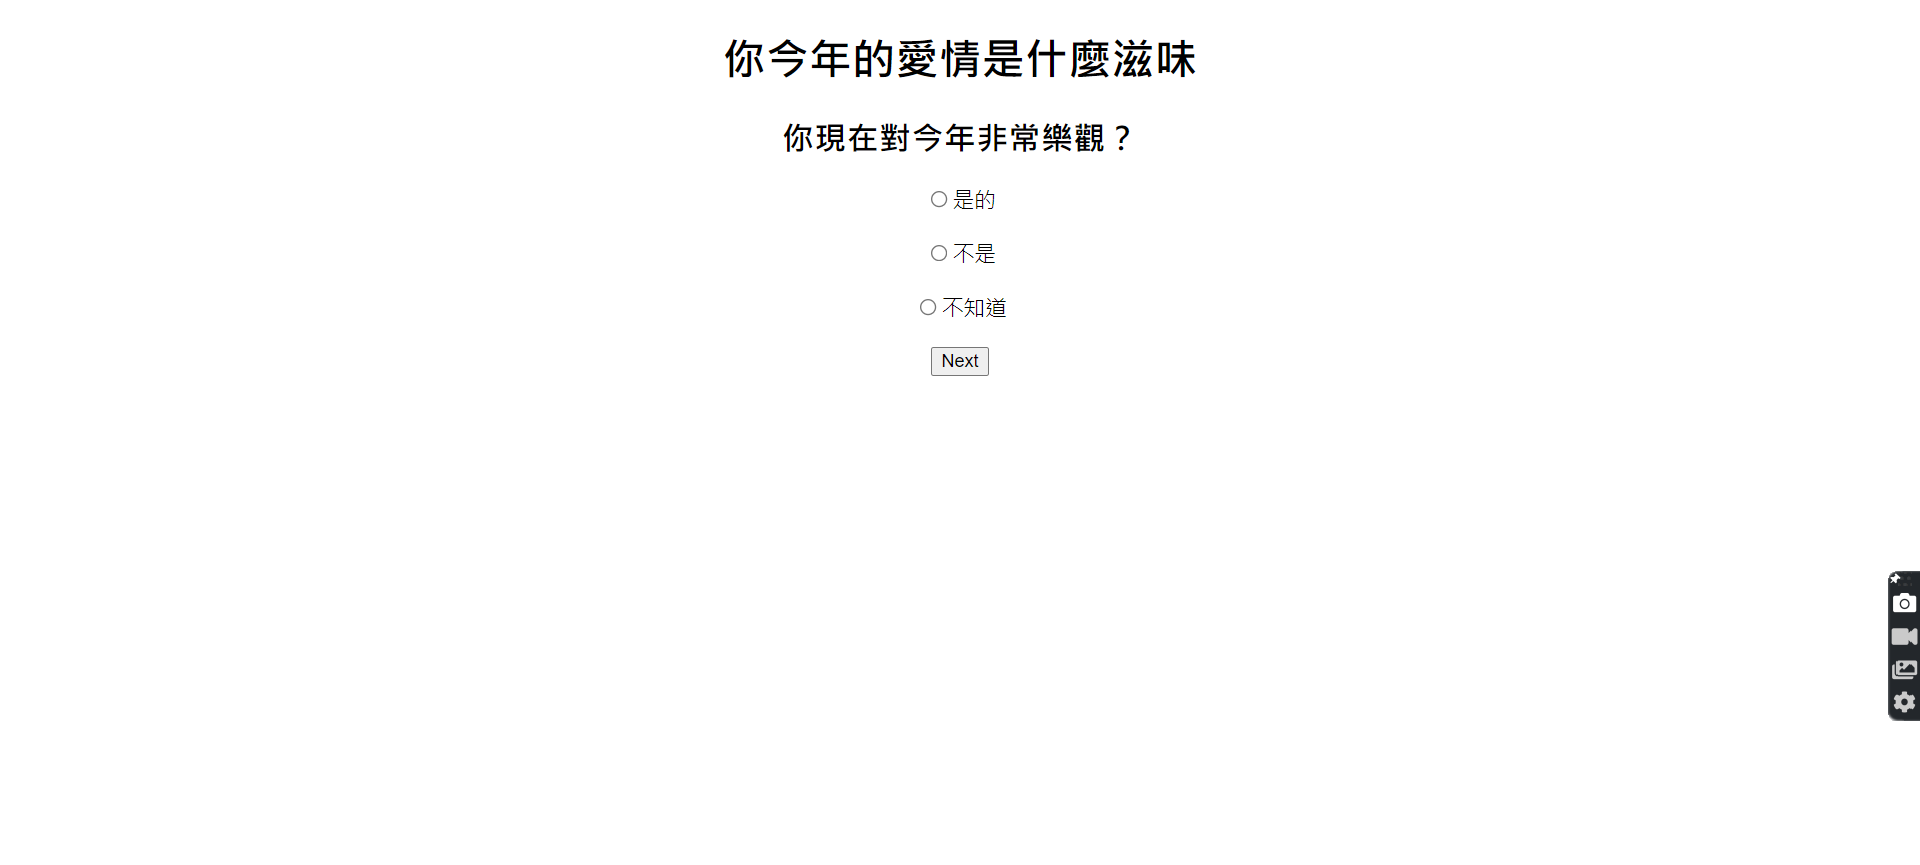 你今年的愛情是什麼滋味
你現在對今年非常樂觀？
是的
不是
不知道
Next